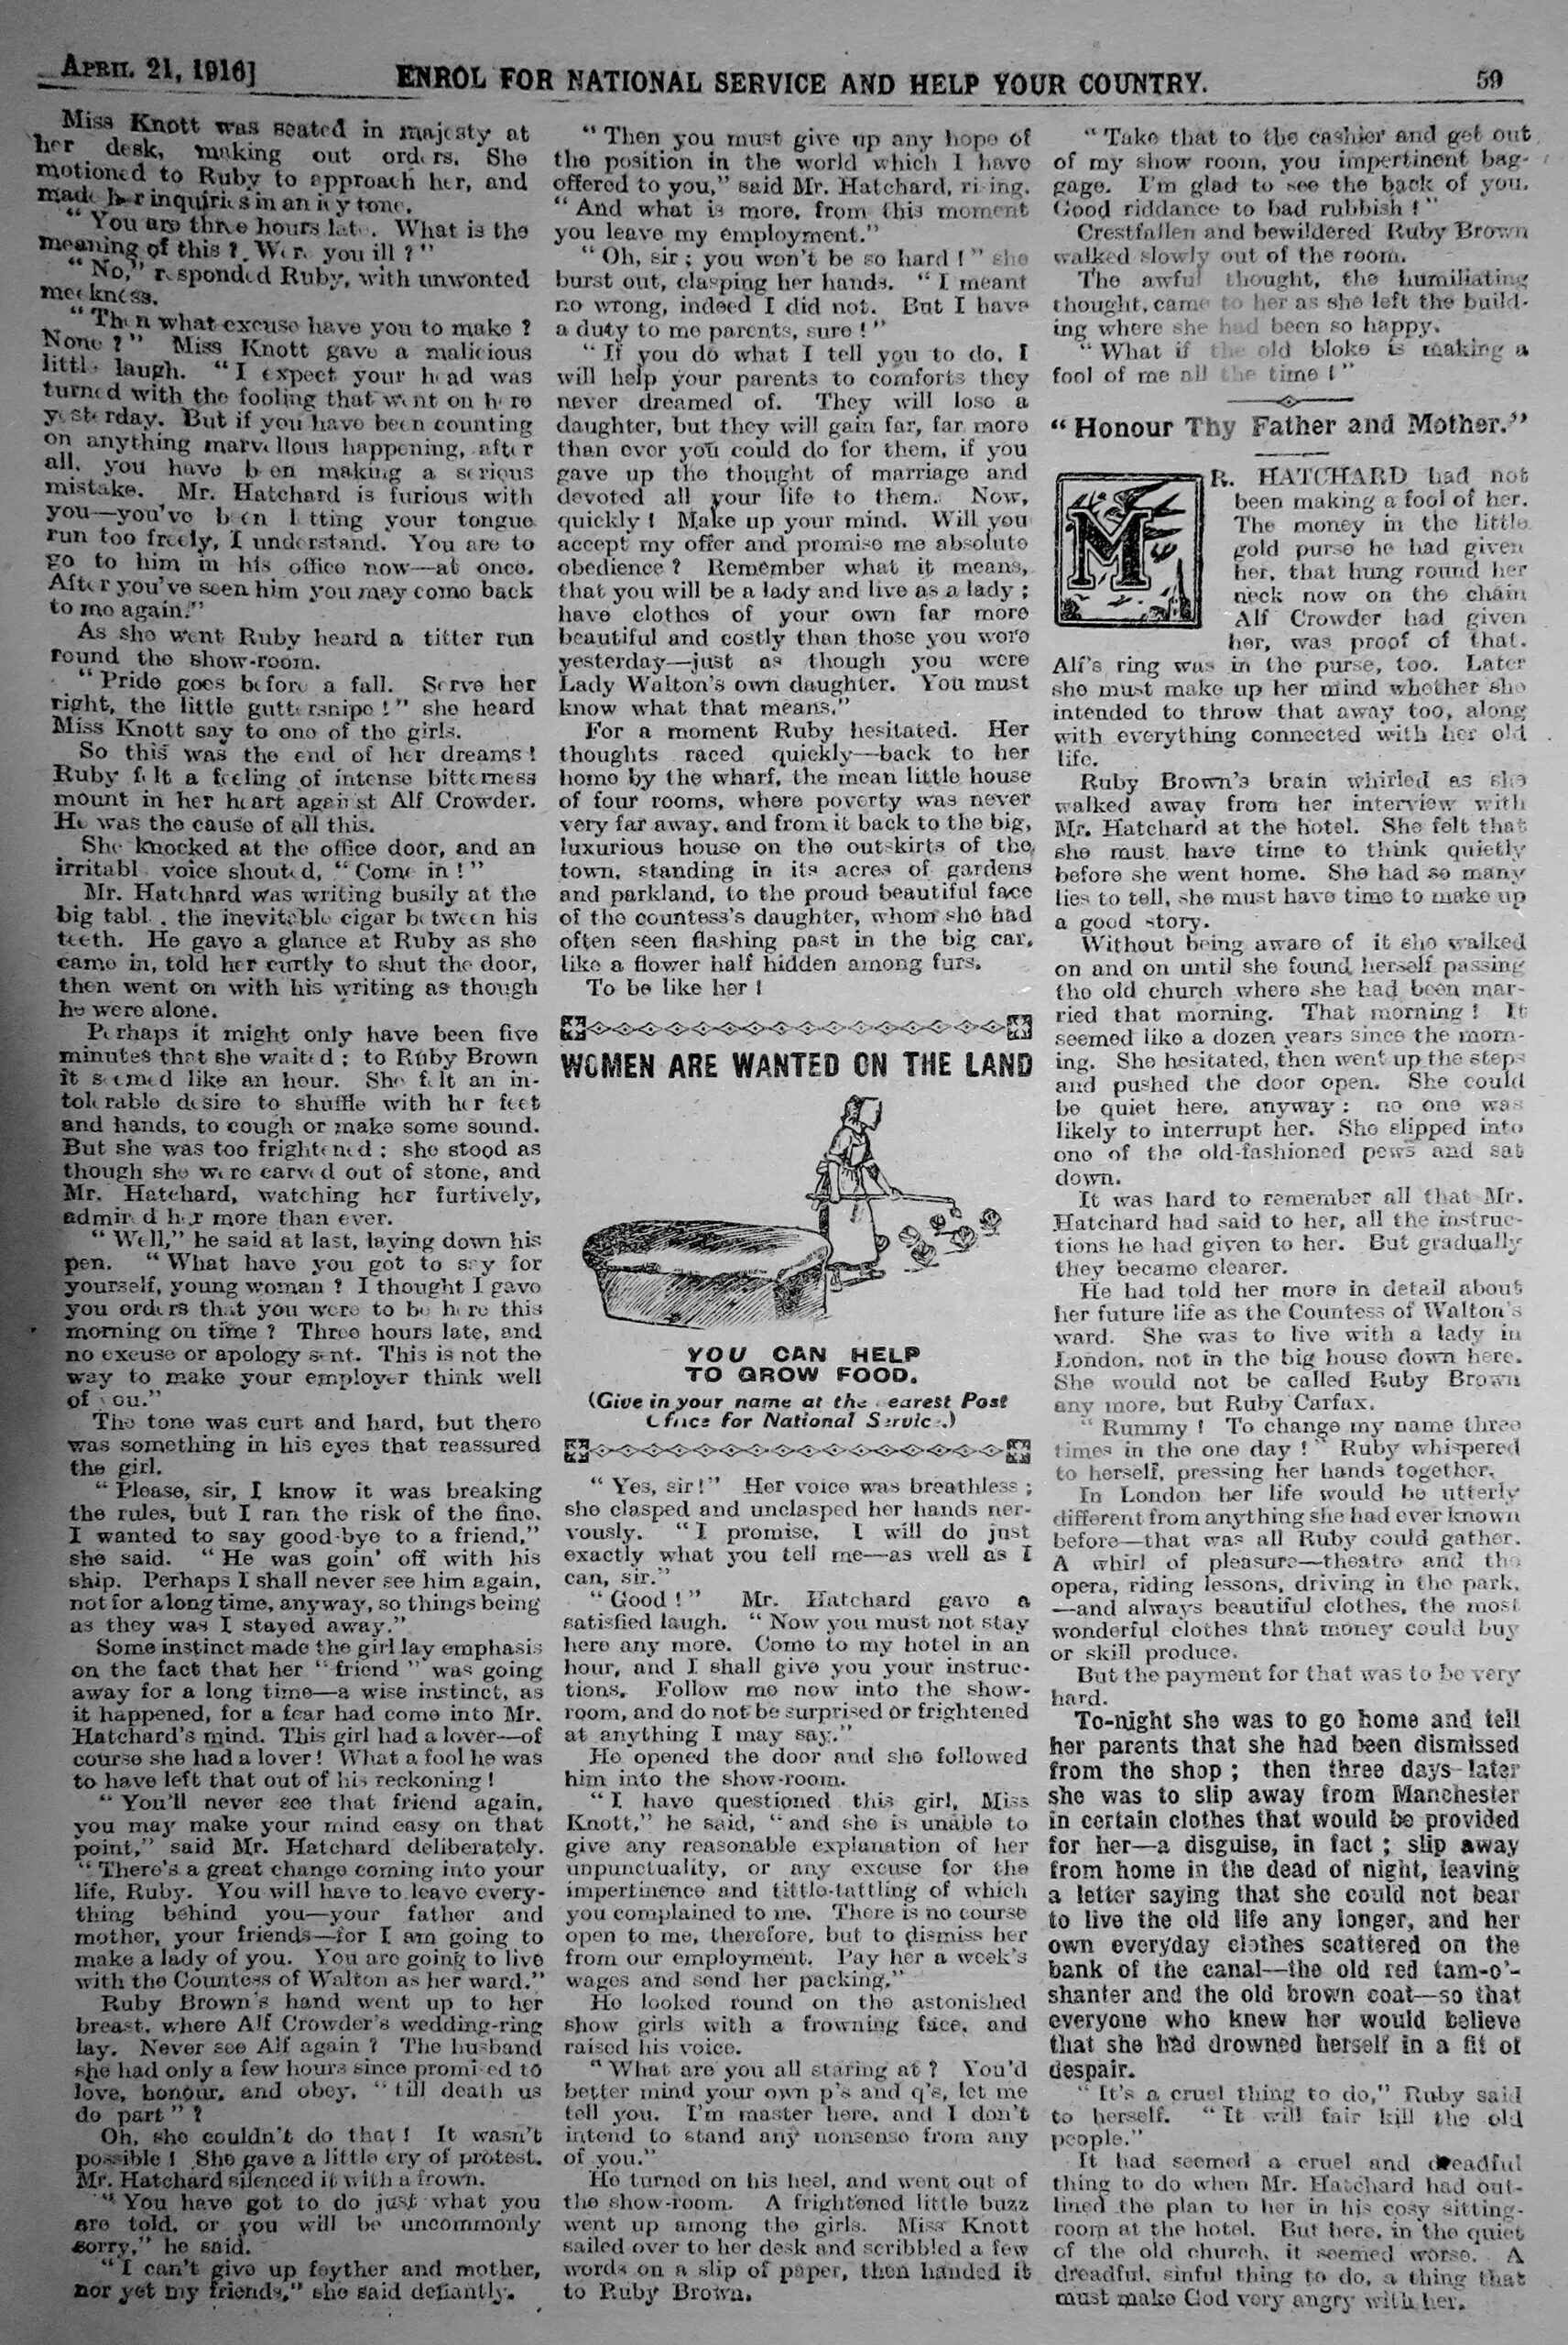 APRIL 21, 1916]
ENROL FOR NATIONAL SERVICE AND HELP YOUR COUNTRY.
59
Miss Knott was seated in majesty at
her desk, making out orders. She
motioned to Ruby to approach her, and
made her inquiries in an icy tone.
"You are three hours late. What is the
meaning of this? Were you ill?"
"No," responded Ruby, with unwonted
meekness.
"Then what excuse have you to make?
None?" Miss Knott gave a malicious
little laugh. "I expect your head was
turned with the fooling that went on here
yesterday. But if you have been counting
on anything marvellous happening, after
all, you have been making a serious
mistake. Mr. Hatchard is furious with
you—you've been letting your tongue
run too freely, I understand. You are to
go to him in his office now—at once.
After you've seen him you may come back
to me again."
As she went Ruby heard a titter run
round the show-room.
"Pride goes before a fall. Serve her
right, the little guttersnipe!" she heard
Miss Knott say to one of the girls.
So this was the end of her dreams!
Ruby felt a feeling of intense bitterness
mount in her heart against Alf Crowder.
He was the cause of all this.
She knocked at the office door, and an
irritable voice shouted, "Come in!"
Mr. Hatchard was writing busily at the
big table, the inevitable cigar between his
teeth. He gave a glance at Ruby as she
came in, told her curtly to shut the door,
then went on with his writing as though
he were alone.
Perhaps it might only have been five
minutes that she waited; to Ruby Brown
it seemed like an hour. She felt an in-
tolerable desire to shuffle with her feet
and hands, to cough or make some sound.
But she was too frightened; she stood as
though she were carved out of stone, and
Mr. Hatchard, watching her furtively,
admired her more than ever.
"Well," he said at last, laying down his
pen. "What have you got to say for
yourself, young woman? I thought I gave
you orders that you were to be here this
morning on time? Three hours late, and
no excuse or apology sent. This is not the
way to make your employer think well
of you."
The tone was curt and hard, but there
was something in his eyes that reassured
the girl.
"Please, sir, I know it was breaking
the rules, but I ran the risk of the fine.
I wanted to say good-bye to a friend,"
she said. "He was goin' off with his
ship. Perhaps I shall never see him again,
not for a long time, anyway, so things being
as they was I stayed away."
Some instinct made the girl lay emphasis
on the fact that her "friend" was going
away for a long time—a wise instinct, as
it happened, for a fear had come into Mr.
Hatchard's mind. This girl had a lover—of
course she had a lover! What a fool he was
to have left that out of his reckoning!
"You'll never see that friend again,
you may make your mind easy on that
point," said Mr. Hatchard deliberately.
"There's a great change coming into your
life, Ruby. You will have to leave every-
thing behind you—your father and
mother, your friends—for I am going to
make a lady of you. You are going to live
with the Countess of Walton as her ward."
Ruby Brown's hand went up to her
breast, where Alf Crowder's wedding-ring
lay. Never see Alf again? The husband
she had only a few hours since promised to
love, honour, and obey, "till death us
do part"?
Oh, she couldn't do that! It wasn't
possible! She gave a little cry of protest.
Mr. Hatchard silenced it with a frown.
"You have got to do just what you
are told, or you will be uncommonly
sorry," he said.
"I can't give up feyther and mother,
nor yet my friends," she said defiantly.
"Then you must give up any hope of
the position in the world which I have
offered to you," said Mr. Hatchard, rising.
"And what is more, from this moment
you leave my employment."
"Oh, sir; you won't be so hard!" she
burst out, clasping her hands. "I meant
no wrong, indeed I did not. But I have
a duty to me parents, sure!"
"If you do what I tell you to do, I
will help your parents to comforts they
never dreamed of. They will lose a
daughter, but they will gain far, far more
than ever you could do for them, if you
gave up the thought of marriage and
devoted all your life to them. Now,
quickly! Make up your mind. Will you
accept my offer and promise me absolute
obedience? Remember what it means,
that you will be a lady and live as a lady;
have clothes of your own far more
beautiful and costly than those you wore
yesterday—just as though you were
Lady Walton's own daughter. You must
know what that means."
For a moment Ruby hesitated. Her
thoughts raced quickly—back to her
home by the wharf, the mean little house
of four rooms, where poverty was never
very far away, and from it back to the big,
luxurious house on the outskirts of the
town, standing in its acres of gardens
and parkland, to the proud beautiful face
of the countess's daughter, whom she had
often seen flashing past in the big car,
like a flower half hidden among furs.
To be like her!
WOMEN ARE WANTED ON THE LAND
YOU CAN HELP
TO GROW FOOD.
(Give in your name at the nearest Post
Office for National Service.)
"Yes, sir!" Her voice was breathless;
she clasped and unclasped her hands ner-
vously. "I promise. I will do just
exactly what you tell me—as well as I
can, sir."
"Good!" Mr. Hatchard gave a
satisfied laugh. "Now you must not stay
here any more. Come to my hotel in an
hour, and I shall give you your instruc-
tions. Follow me now into the show-
room, and do not be surprised or frightened
at anything I may say."
He opened the door and she followed
him into the show-room.
"I have questioned this girl, Miss
Knott," he said, "and she is unable to
give any reasonable explanation of her
unpunctuality, or any excuse for the
impertinence and tittle-tattling of which
you complained to me. There is no course
open to me, therefore, but to dismiss her
from our employment. Pay her a week's
wages and send her packing."
He looked round on the astonished
show girls with a frowning face, and
raised his voice.
"What are you all staring at? You'd
better mind your own p's and q's, let me
tell you. I'm master here, and I don't
intend to stand any nonsense from any
of you."
He turned on his heel, and went out of
the show-room. A frightened little buzz
went up among the girls. Miss Knott
sailed over to her desk and scribbled a few
words on a slip of paper, then handed it
to Ruby Brown.
"Take that to the cashier and get out
of my show room, you impertinent bag-
gage. I'm glad to see the back of you.
Good riddance to bad rubbish!"
Crestfallen and bewildered Ruby Brown
walked slowly out of the room.
The awful thought, the humiliating
thought, came to her as she left the build-
ing where she had been so happy.
"What if the old bloke is making a
fool of me all the time!"
"Honour Thy Father and Mother."
MR. HATCHARD had not
been making a fool of her.
The money in the little
gold purse he had given
her, that hung round her
neck now on the chain
Alf Crowder had given
her, was proof of that.
Alf's ring was in the purse, too. Later
she must make up her mind whether she
intended to throw that away too, along
with everything connected with her old
life.
Ruby Brown's brain whirled as she
walked away from her interview with
Mr. Hatchard at the hotel. She felt that
she must have time to think quietly
before she went home. She had so many
lies to tell, she must have time to make up
a good story.
Without being aware of it she walked
on and on until she found herself passing
the old church where she had been mar-
ried that morning. That morning! It
seemed like a dozen years since the morn-
ing. She hesitated, then went up the steps
and pushed the door open. She could
be quiet here, anyway; no one was
likely to interrupt her. She slipped into
one of the old-fashioned pews and sat
down.
It was hard to remember all that Mr.
Hatchard had said to her, all the instruc-
tions he had given to her. But gradually
they became clearer.
He had told her more in detail about
her future life as the Countess of Walton's
ward. She was to live with a lady in
London, not in the big house down here.
She would not be called Ruby Brown
any more, but Ruby Carfax.
"Rummy! To change my name three
times in the one day!" Ruby whispered
to herself, pressing her hands together.
In London her life would be utterly
different from anything she had ever known
before—that was all Ruby could gather.
A whirl of pleasure—theatre and the
opera, riding lessons, driving in the park,
—and always beautiful clothes, the most
wonderful clothes that money could buy
or skill produce.
But the payment for that was to be very
hard.
To-night she was to go home and tell
her parents that she had been dismissed
from the shop; then three days later
she was to slip away from Manchester
in certain clothes that would be provided
for her—a disguise, in fact; slip away
from home in the dead of night, leaving
a letter saying that she could not bear
to live the old life any longer, and her
own everyday clothes scattered on the
bank of the canal—the old red tam-o'-
shanter and the old brown coat—so that
everyone who knew her would believe
that she had drowned herself in a fit of
despair.
"It's a cruel thing to do," Ruby said
to herself. "It will fair kill the old
people."
It had seemed a cruel and dreadful
thing to do when Mr. Hatchard had out-
lined the plan to her in his cosy sitting-
room at the hotel. But here, in the quiet
of the old church, it seemed worse. A
dreadful, sinful thing to do, a thing that
must make God very angry with her.